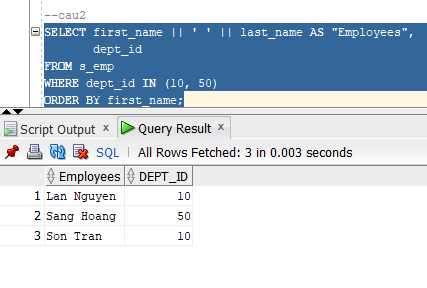 --cau2
SELECT first_name || ' ' || last_name AS "Employees",
dept_id
FROM s_emp
WHERE dept_id IN (10, 50)
ORDER BY first_name;
Script Output x Query Result x
SQL | All Rows Fetched: 3 in 0.003 seconds
Employees DEPT_ID
1 Lan Nguyen 10
2 Sang Hoang 50
3 Son Tran 10